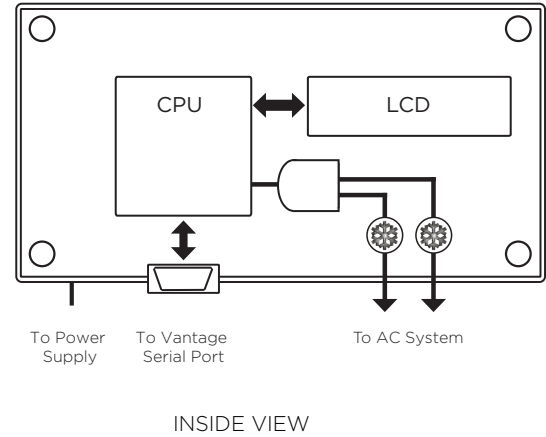 CPU
LCD
To Power
Supply
To Vantage
Serial Port
To AC System
INSIDE VIEW